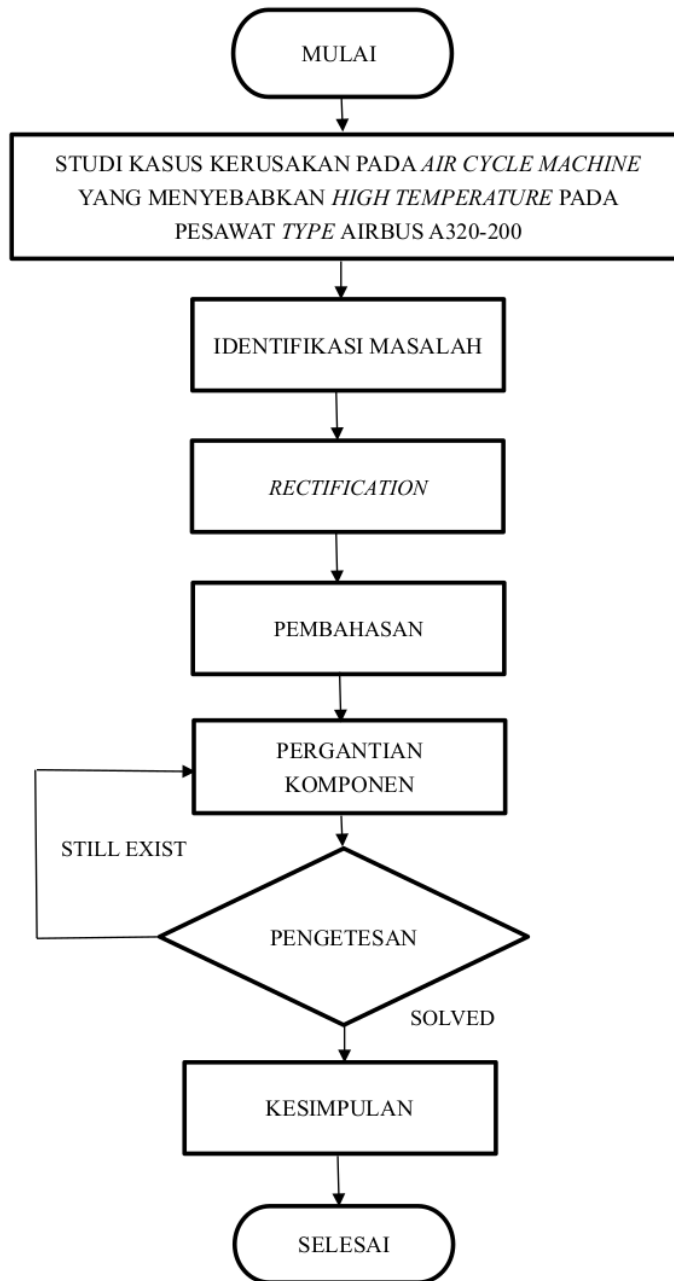 MULAI
STUDI KASUS KERUSAKAN PADA AIR CYCLE MACHINE
YANG MENYEBABKAN HIGH TEMPERATURE PADA
PESAWAT TYPE AIRBUS A320-200
IDENTIFIKASI MASALAH
RECTIFICATION
PEMBAHASAN
PERGANTIAN
KOMPONEN
STILL EXIST
PENGETESAN
SOLVED
KESIMPULAN
SELESAI